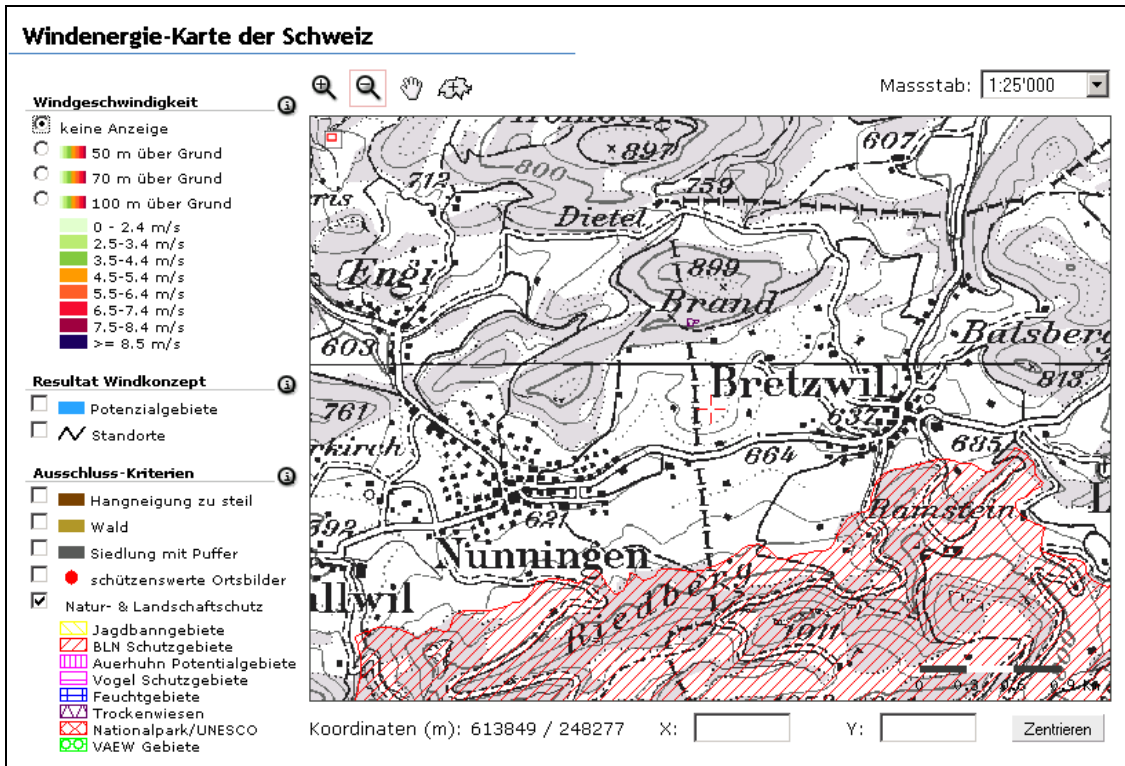 Windenergie-Karte der Schweiz
Massstab: 1:25'000
Windgeschwindigkeit
keine Anzeige
50 m über Grund
70 m über Grund
100 m über Grund
0 - 2.4 m/s
2.5-3.4 m/s
3.5-4.4 m/s
4.5-5.4 m/s
5.5-6.4 m/s
6.5-7.4 m/s
7.5-8.4 m/s
>= 8.5 m/s
Resultat Windkonzept
Potenzialgebiete
Standorte
Ausschluss-Kriterien
Hangneigung zu steil
Wald
Siedlung mit Puffer
schützenswerte Ortsbilder
Natur- & Landschaftschutz
Jagdbanngebiete
BLN Schutzgebiete
Auerhuhn Potentialgebiete
Vogel Schutzgebiete
Feuchtgebiete
Trockenwiesen
Nationalpark/UNESCO
VAEW Gebiete
897
607
800
712
759
Dietel
899
Engi
Brand
603
Balsberg
Bretzwil
813
761
637
rkirch
664
685
Ramstein
621
792
Nunningen
L
allwil
Riedberg
1011
Koordinaten (m): 613849 / 248277
X:
Y:
Zentrieren